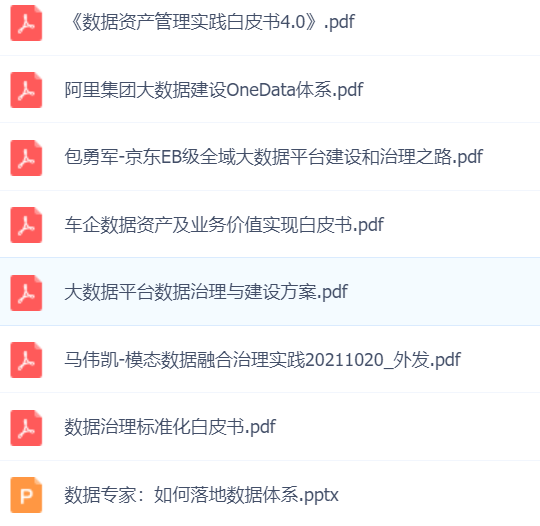 《数据资产管理实践白皮书4.0》.pdf
阿里集团大数据建设OneData体系.pdf
包勇军-京东EB级全域大数据平台建设和治理之路.pdf
车企数据资产及业务价值实现白皮书.pdf
大数据平台数据治理与建设方案.pdf
马伟凯-模态数据融合治理实践20211020_外发.pdf
数据治理标准化白皮书.pdf
P 数据专家：如何落地数据体系.pptx